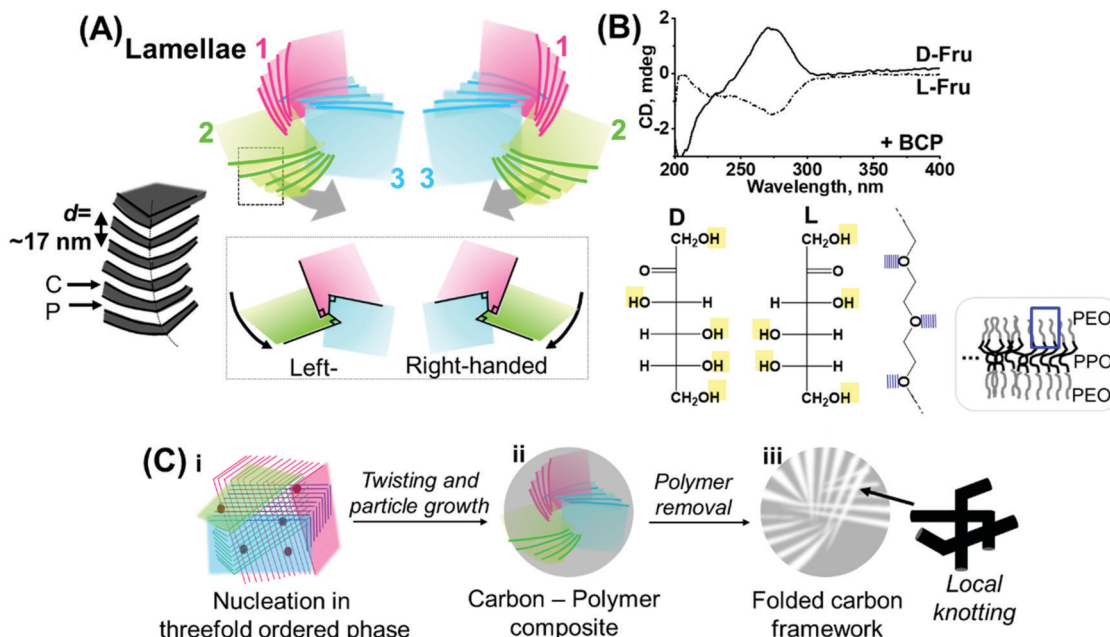 (A)
Lamellae
1
1
2
2
3
3
d=
~17 nm
C
P
Left-
Right-handed
(B)
CD, mdeg
2
0
-2
200
250
300
350
400
Wavelength, nm
D-Fru
L-Fru
+ BCP
D
CH₂OH
O
HO
H
H
OH
H
OH
CH₂OH
L
CH₂OH
O
H
OH
HO
H
HO
H
CH₂OH
O
O
O
...
PEO
PPO
PEO
(C)
i
Nucleation in
threefold ordered phase
Twisting and
particle growth
ii
Carbon – Polymer
composite
Polymer
removal
iii
Folded carbon
framework
Local
knotting